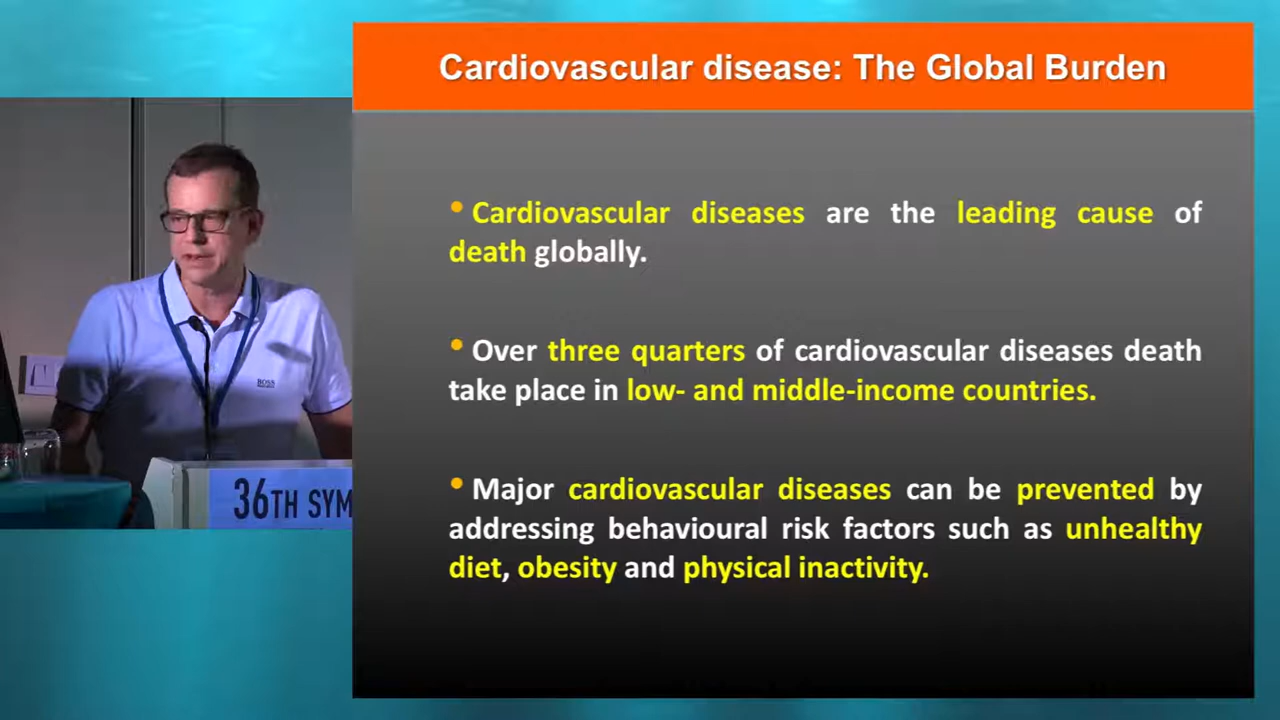 Cardiovascular disease: The Global Burden
• Cardiovascular diseases are the leading cause of
death globally.
• Over three quarters of cardiovascular diseases death
take place in low- and middle-income countries.
• Major cardiovascular diseases can be prevented by
addressing behavioural risk factors such as unhealthy
diet, obesity and physical inactivity.
BOSS
36TH SYM